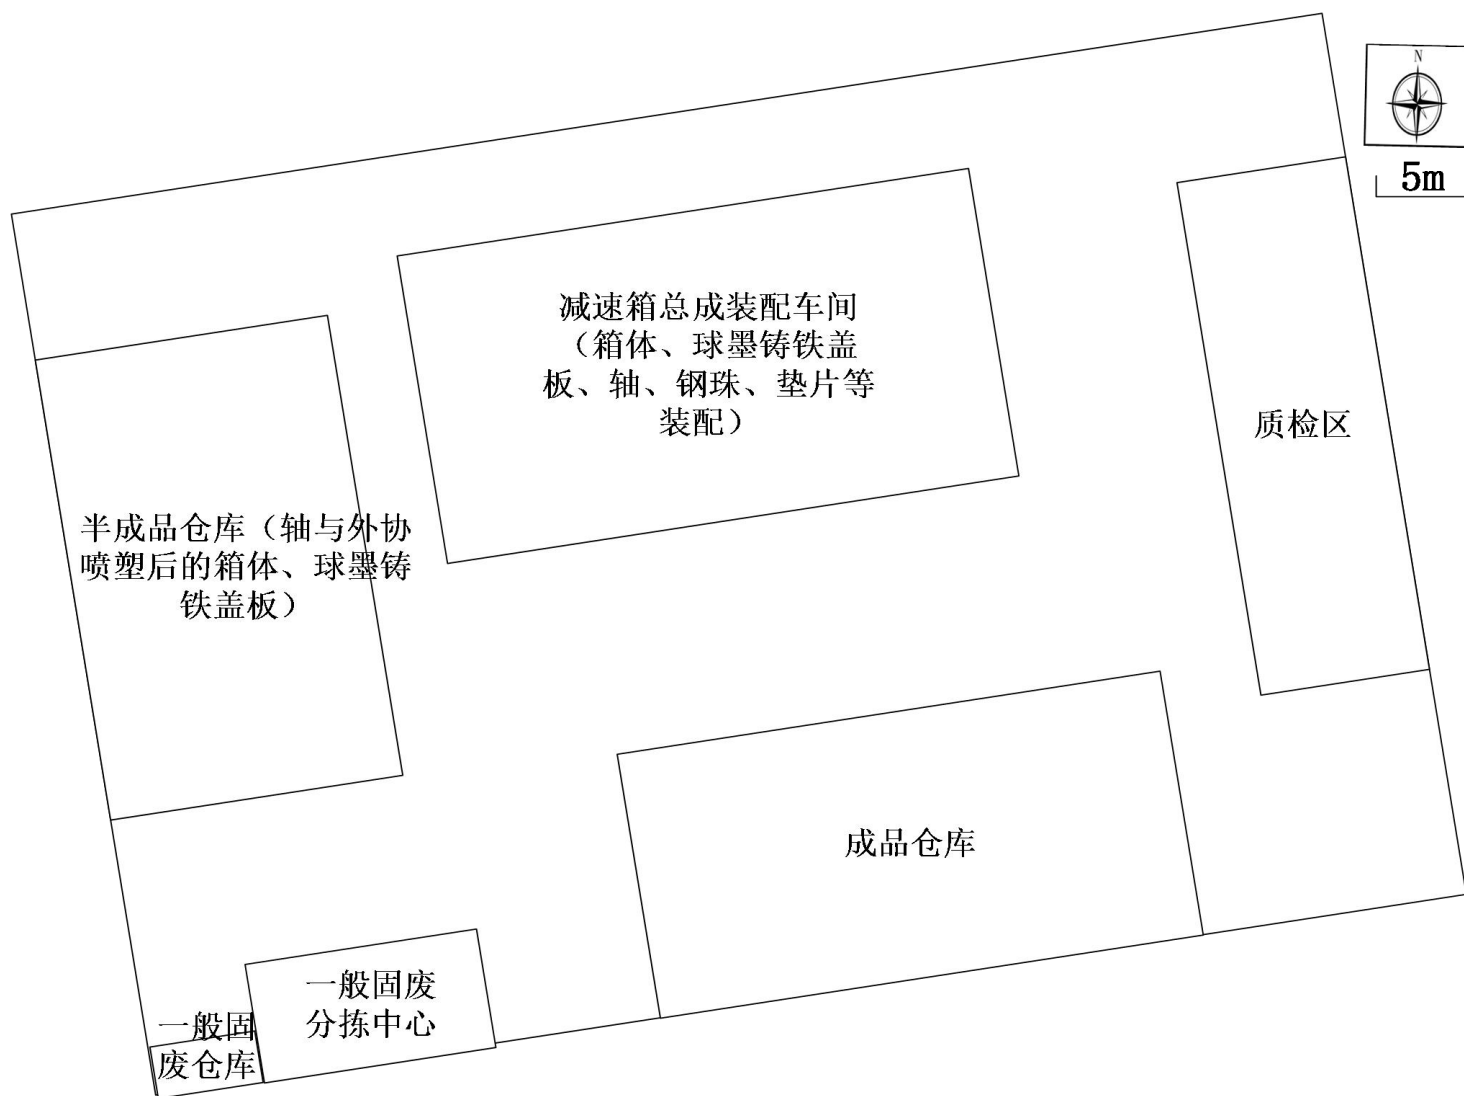 N
5m
减速箱总成装配车间
（箱体、球墨铸铁盖
板、轴、钢珠、垫片等
装配）
质检区
半成品仓库（轴与外协
喷塑后的箱体、球墨铸
铁盖板）
成品仓库
一般固废
分拣中心
一般固
废仓库